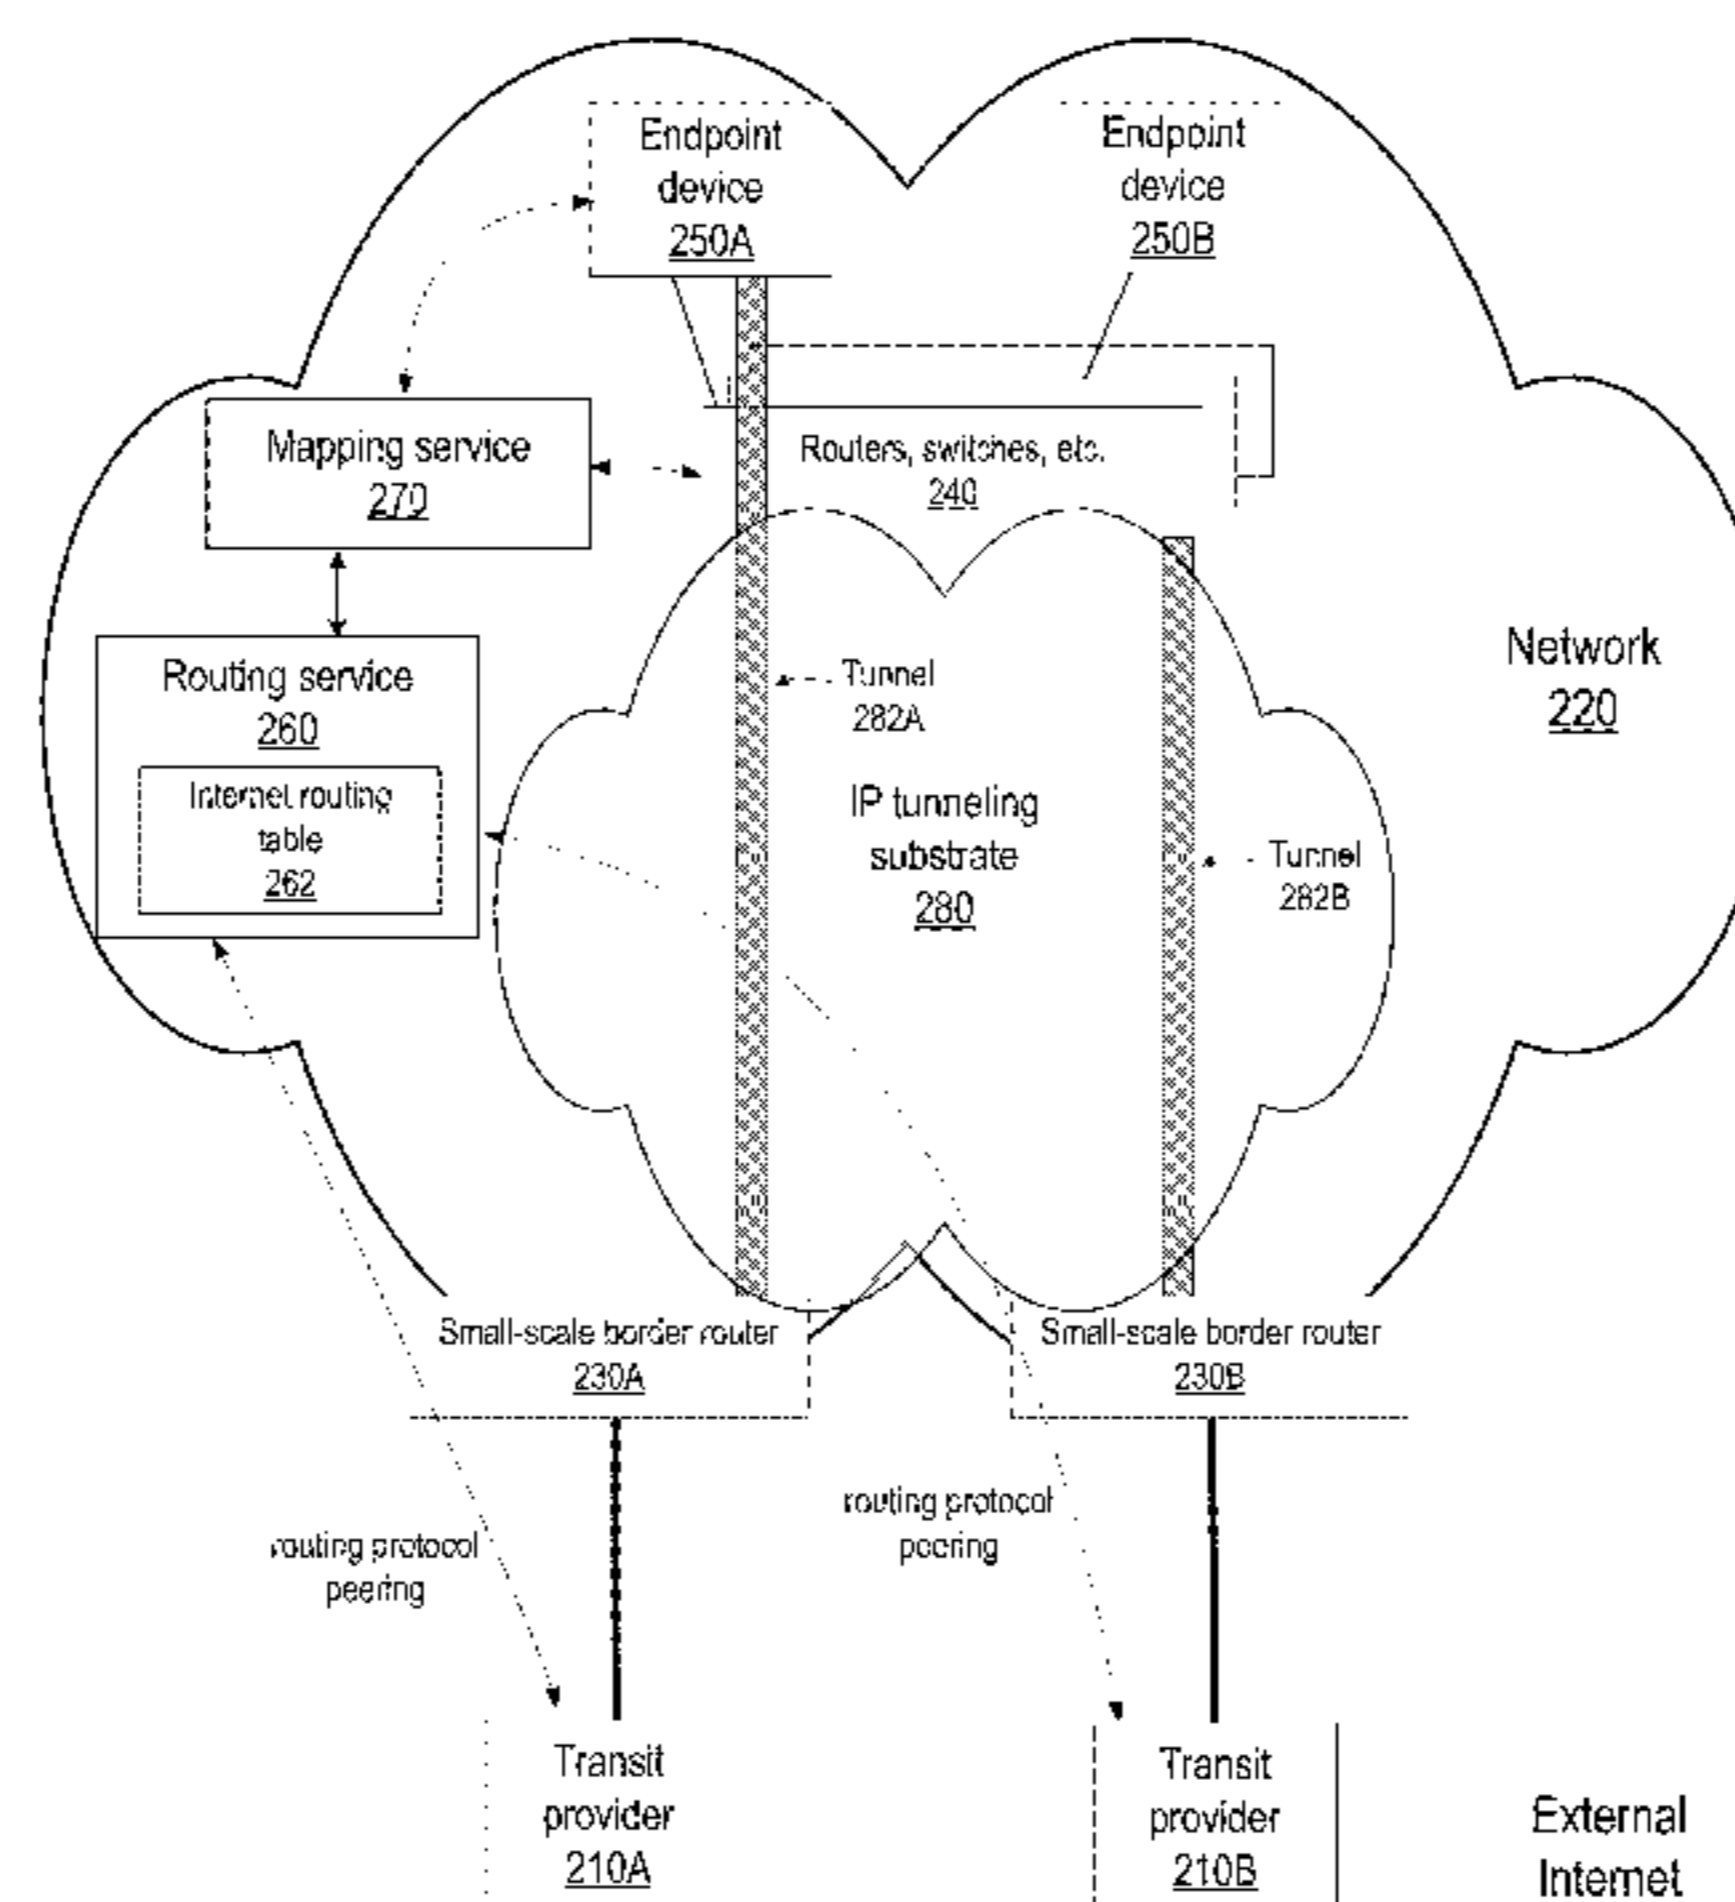 Endpoint
device
250A
Endpoint
device
250B
Mapping service
270
Routers, switches, etc.
240
Routing service
260
Internet routing
table
262
Tunnel
282A
IP tunneling
substrate
280
Tunnel
282B
Network
220
Small-scale border router
230A
Small-scale border router
230B
routing protocol
peering
routing protocol
peering
Transit
provider
210A
Transit
provider
210B
External
Internet